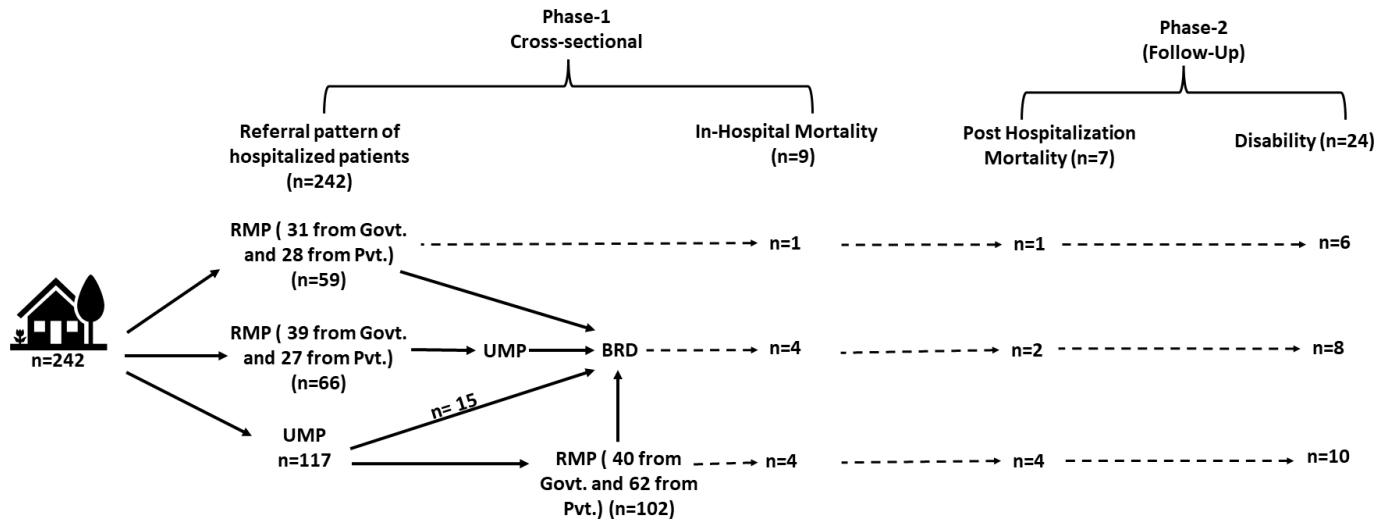 Phase-1
Cross-sectional
Phase-2
(Follow-Up)
Referral pattern of
hospitalized patients
(n=242)
In-Hospital Mortality
(n=9)
Post Hospitalization
Mortality (n=7)
Disability (n=24)
RMP ( 31 from Govt.
and 28 from Pvt.)
(n=59)
n=1
n=1
n=6
n=242
RMP ( 39 from Govt.
and 27 from Pvt.)
(n=66)
UMP
BRD
n=4
n=2
n=8
n= 15
UMP
n=117
RMP ( 40 from
Govt. and 62 from
Pvt.) (n=102)
n=4
n=4
n=10